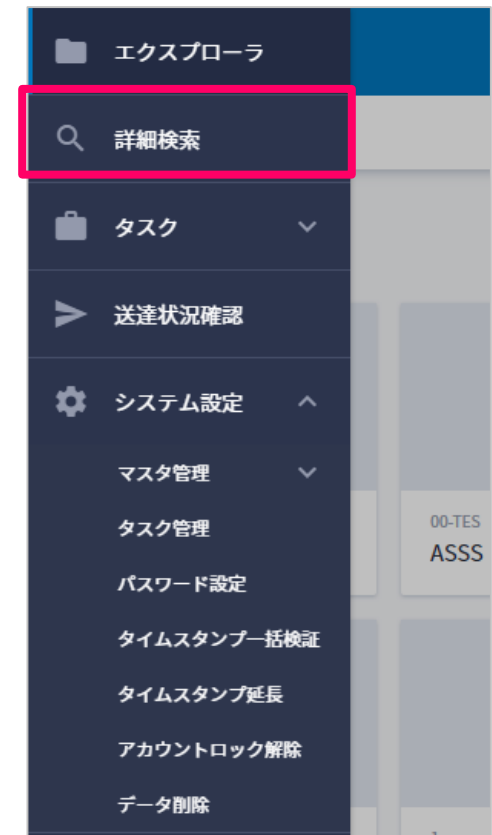 エクスプローラ
詳細検索
タスク
送達状況確認
システム設定
マスタ管理
タスク管理
パスワード設定
タイムスタンプ一括検証
タイムスタンプ延長
アカウントロック解除
データ削除
00-TES
ASSS